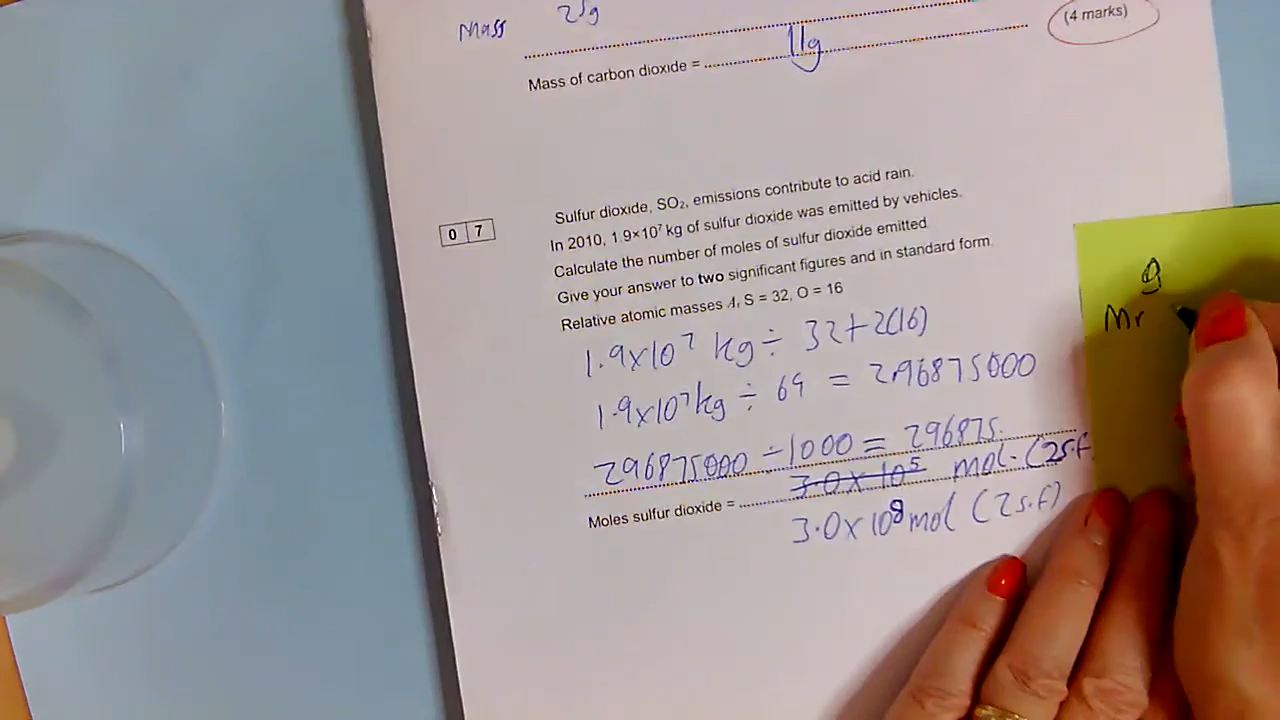 Mass 25g
(4 marks)
Mass of carbon dioxide = 11g
0 7
Sulfur dioxide, SO₂, emissions contribute to acid rain.
In 2010, 1.9×10⁷ kg of sulfur dioxide was emitted by vehicles.
Calculate the number of moles of sulfur dioxide emitted
Give your answer to two significant figures and in standard form.
Relative atomic masses Aᵣ S = 32, O = 16
1.9×10⁷ kg ÷ 32+2(16)
1.9×10⁷ kg ÷ 64 = 296875000
296875000 ÷ 1000 = 296875.
3.0×10⁵ mol. (2s.f.
Moles sulfur dioxide =
3.0×10⁸ mol (2s.f)
g
Mr